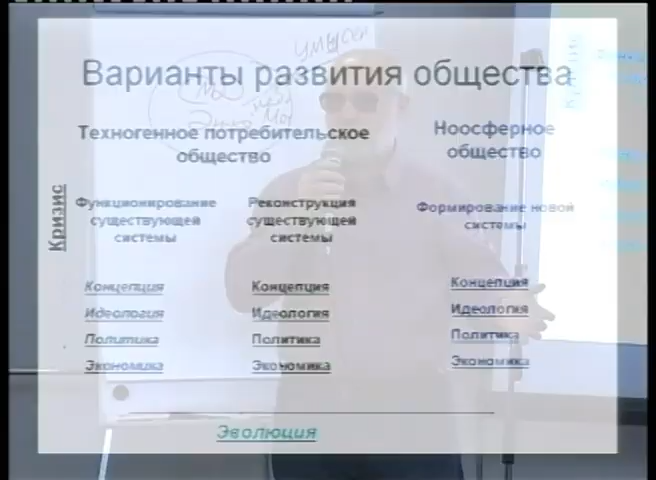 Варианты развития общества
Техногенное потребительское
общество
Ноосферное
общество
Кризис
Функционирование
существующей
системы
Реконструкция
существующей
системы
Формирование новой
системы
Концепция
Идеология
Политика
Экономика
Концепция
Идеология
Политика
Экономика
Концепция
Идеология
Политика
Экономика
Эволюция